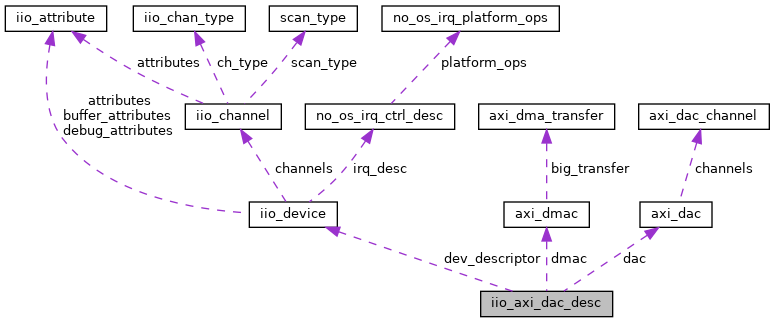 iio_attribute
iio_chan_type
scan_type
no_os_irq_platform_ops
attributes
ch_type
scan_type
platform_ops
attributes
buffer_attributes
debug_attributes
iio_channel
no_os_irq_ctrl_desc
axi_dma_transfer
axi_dac_channel
channels
irq_desc
big_transfer
channels
iio_device
axi_dmac
axi_dac
dev_descriptor
dmac
dac
iio_axi_dac_desc